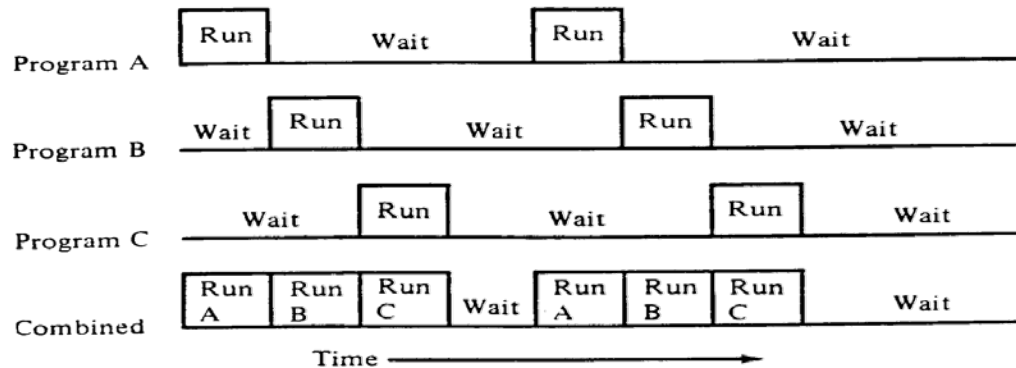 Run Wait Run Wait
Program A
Wait Run Wait Run Wait
Program B
Wait Run Wait Run Wait
Program C
Run Run Run Wait Run Run Run Wait
A B C A B C
Combined
Time